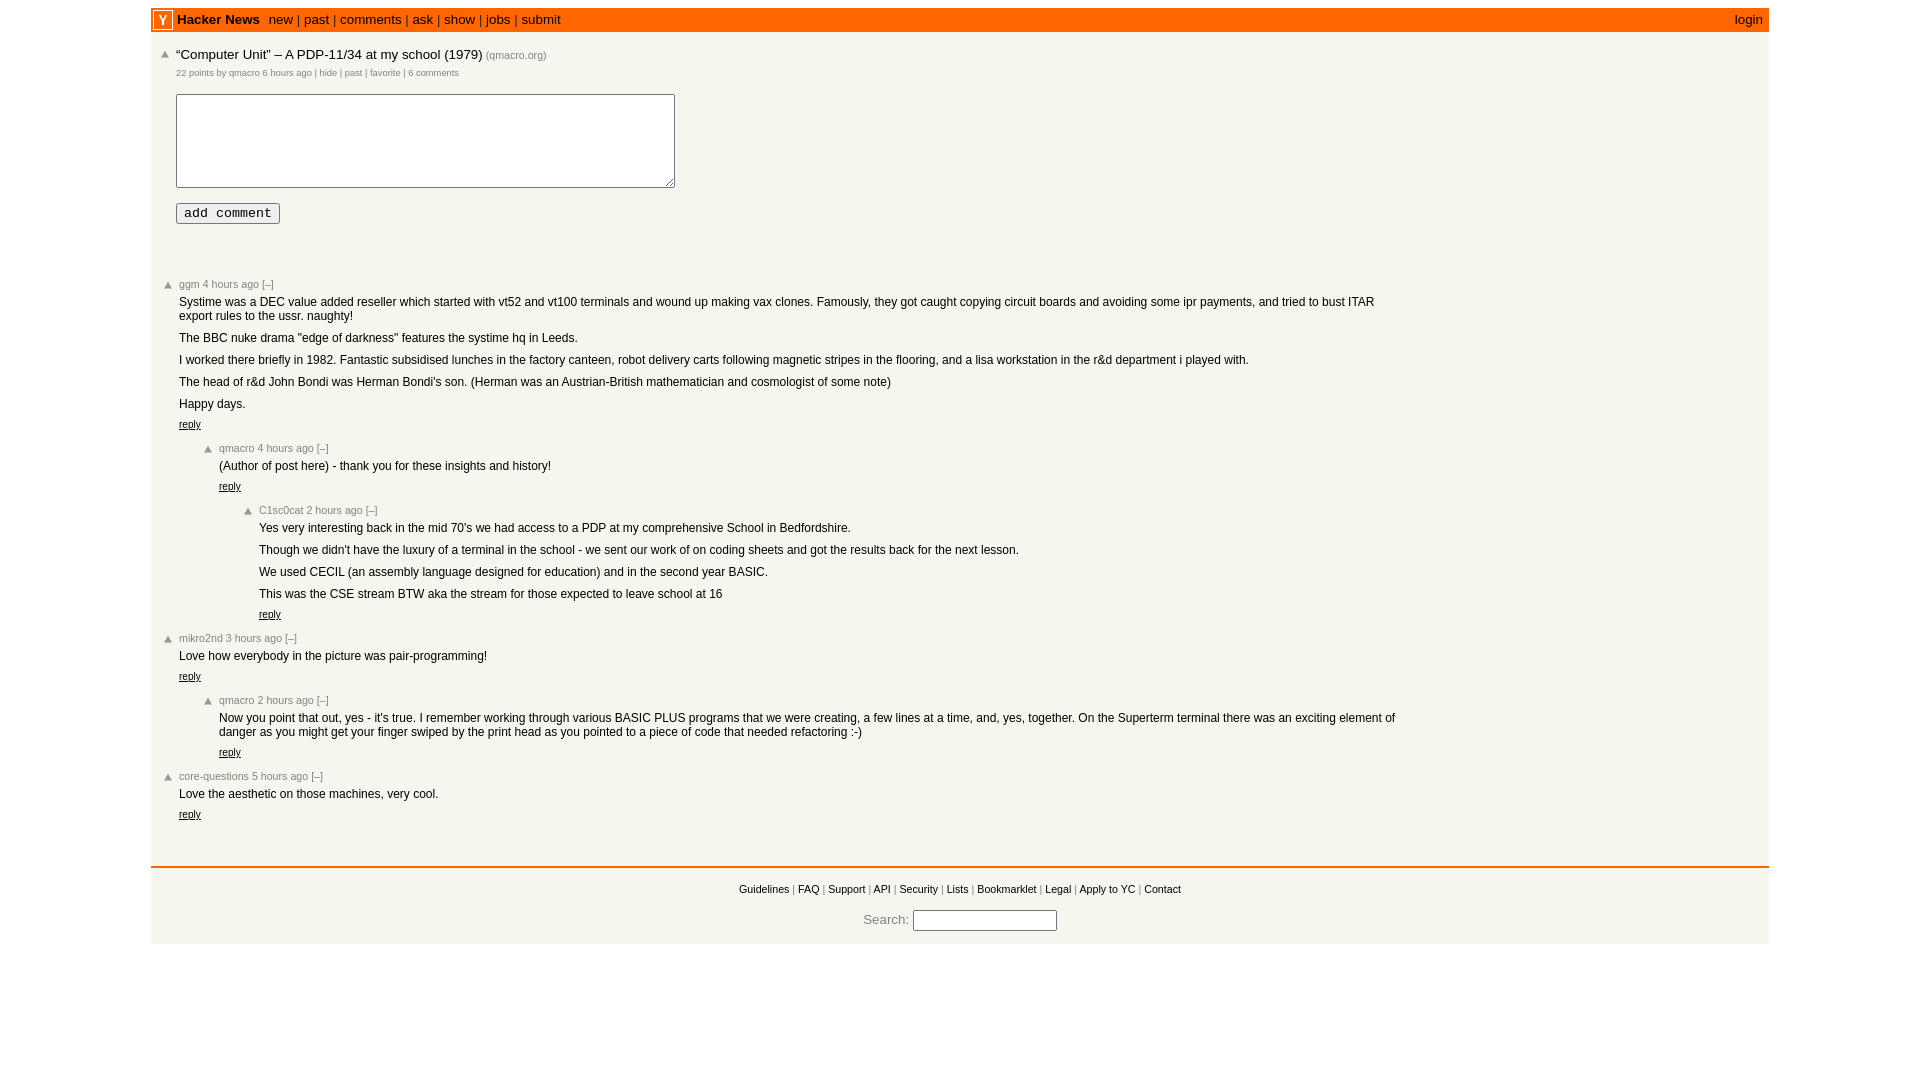 Y Hacker News new | past | comments | ask | show | jobs | submit login
“Computer Unit” – A PDP-11/34 at my school (1979) (qmacro.org)
22 points by qmacro 6 hours ago | hide | past | favorite | 6 comments
add comment
ggm 4 hours ago [–]
Systime was a DEC value added reseller which started with vt52 and vt100 terminals and wound up making vax clones. Famously, they got caught copying circuit boards and avoiding some ipr payments, and tried to bust ITAR
export rules to the ussr. naughty!
The BBC nuke drama "edge of darkness" features the systime hq in Leeds.
I worked there briefly in 1982. Fantastic subsidised lunches in the factory canteen, robot delivery carts following magnetic stripes in the flooring, and a lisa workstation in the r&d department i played with.
The head of r&d John Bondi was Herman Bondi's son. (Herman was an Austrian-British mathematician and cosmologist of some note)
Happy days.
reply
qmacro 4 hours ago [–]
(Author of post here) - thank you for these insights and history!
reply
C1sc0cat 2 hours ago [–]
Yes very interesting back in the mid 70's we had access to a PDP at my comprehensive School in Bedfordshire.
Though we didn't have the luxury of a terminal in the school - we sent our work of on coding sheets and got the results back for the next lesson.
We used CECIL (an assembly language designed for education) and in the second year BASIC.
This was the CSE stream BTW aka the stream for those expected to leave school at 16
reply
mikro2nd 3 hours ago [–]
Love how everybody in the picture was pair-programming!
reply
qmacro 2 hours ago [–]
Now you point that out, yes - it's true. I remember working through various BASIC PLUS programs that we were creating, a few lines at a time, and, yes, together. On the Superterm terminal there was an exciting element of
danger as you might get your finger swiped by the print head as you pointed to a piece of code that needed refactoring :-)
reply
core-questions 5 hours ago [–]
Love the aesthetic on those machines, very cool.
reply
Guidelines | FAQ | Support | API | Security | Lists | Bookmarklet | Legal | Apply to YC | Contact
Search: